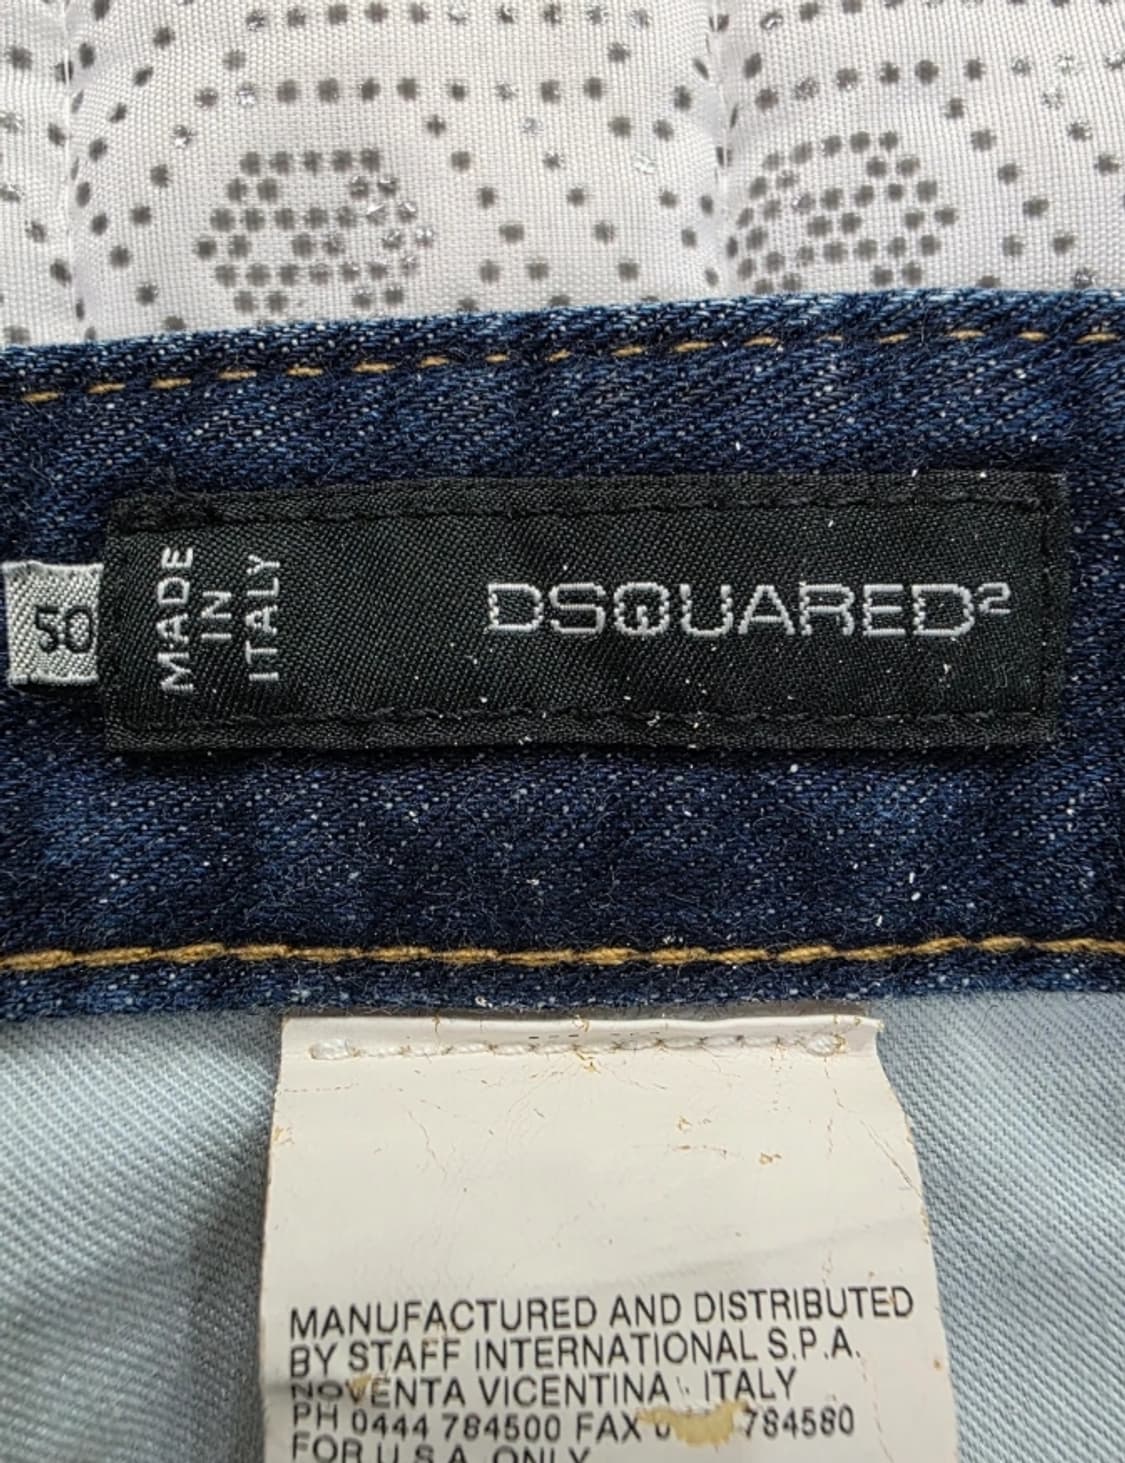 50
MADE
IN
ITALY
DSQUARED²
MANUFACTURED AND DISTRIBUTED
BY STAFF INTERNATIONAL S.P.A.
NOVENTA VICENTINA - ITALY
PH 0444 784500 FAX 784580
FOR U.S.A. ONLY